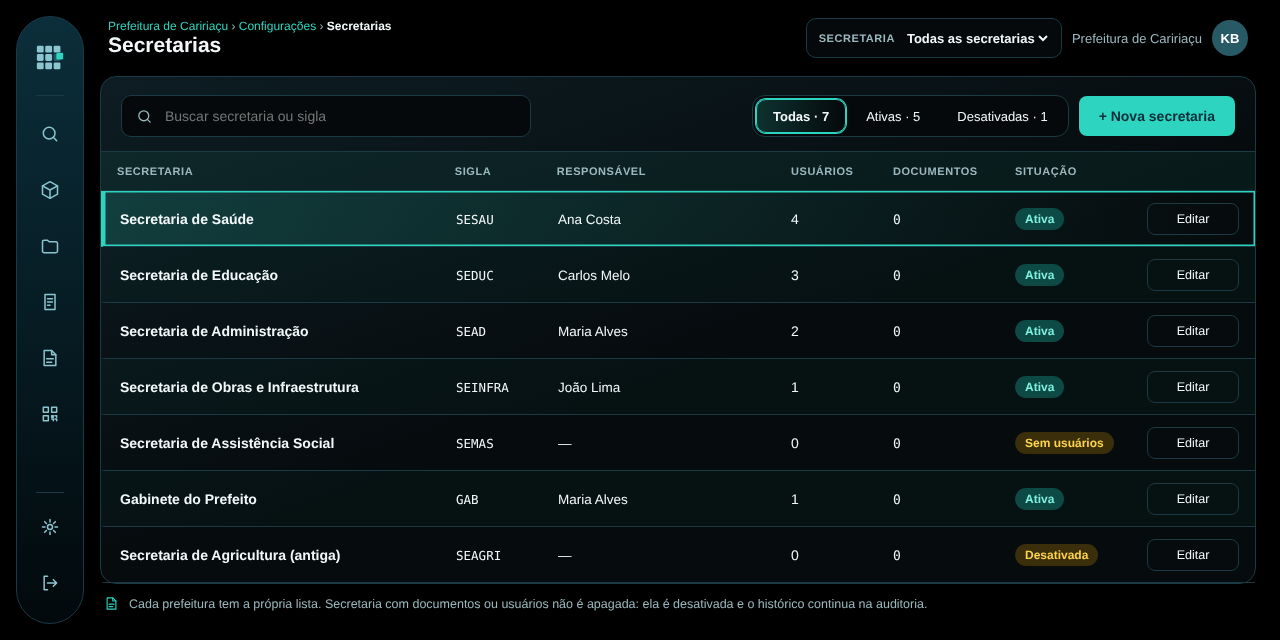 Prefeitura de Caririaçu › Configurações › Secretarias
Secretarias
SECRETARIA Todas as secretarias
Prefeitura de Caririaçu
KB
Buscar secretaria ou sigla
Todas · 7
Ativas · 5
Desativadas · 1
+ Nova secretaria
SECRETARIA SIGLA RESPONSÁVEL USUÁRIOS DOCUMENTOS SITUAÇÃO
Secretaria de Saúde SESAU Ana Costa 4 0 Ativa Editar
Secretaria de Educação SEDUC Carlos Melo 3 0 Ativa Editar
Secretaria de Administração SEAD Maria Alves 2 0 Ativa Editar
Secretaria de Obras e Infraestrutura SEINFRA João Lima 1 0 Ativa Editar
Secretaria de Assistência Social SEMAS — 0 0 Sem usuários Editar
Gabinete do Prefeito GAB Maria Alves 1 0 Ativa Editar
Secretaria de Agricultura (antiga) SEAGRI — 0 0 Desativada Editar
Cada prefeitura tem a própria lista. Secretaria com documentos ou usuários não é apagada: ela é desativada e o histórico continua na auditoria.